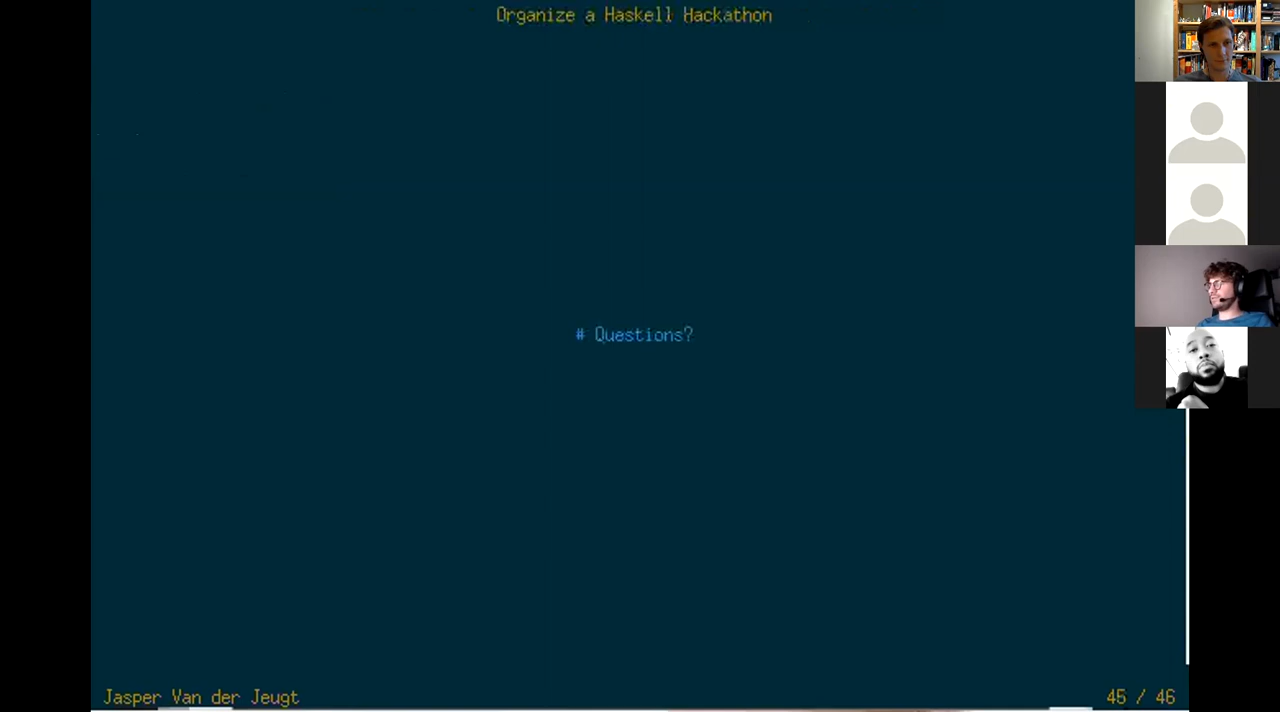 Organize a Haskell Hackathon
# Questions?
Jasper Van der Jeugt
45 / 46